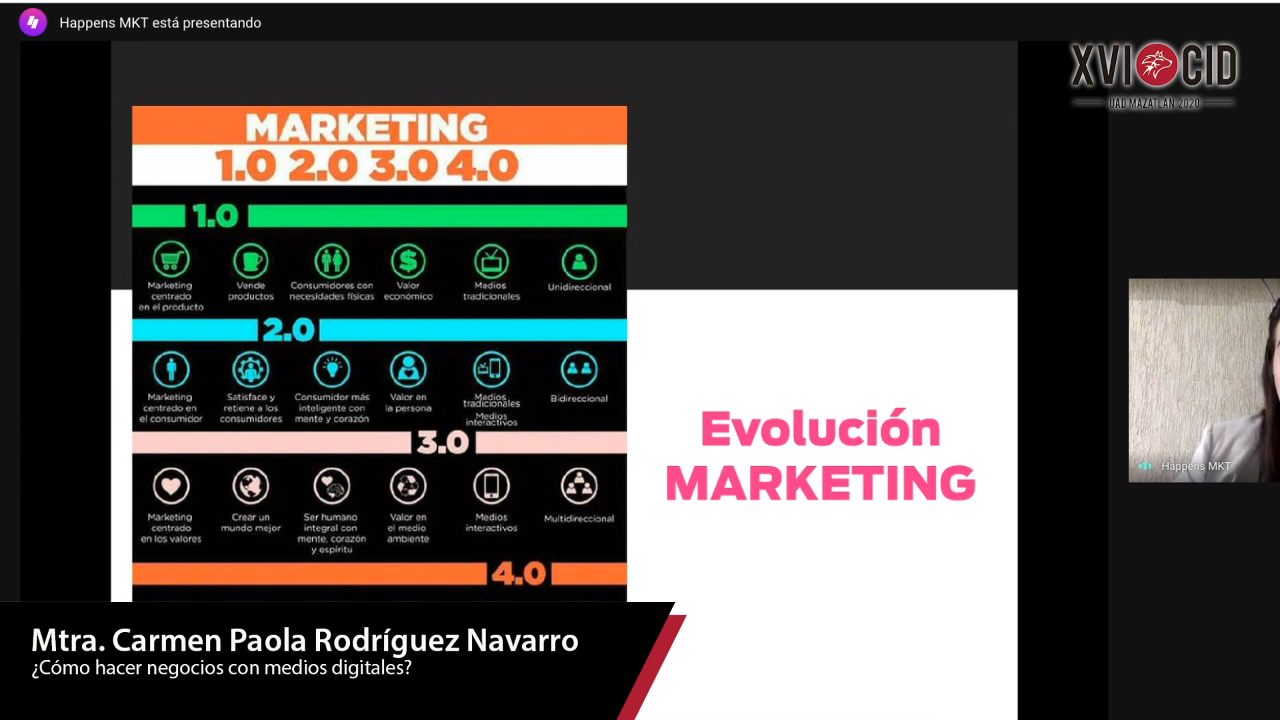 Happens MKT está presentando
XVI CID
UAD MAZATLÁN 2020
MARKETING
1.0 2.0 3.0 4.0
1.0
Marketing
centrado
en el producto
Vende
productos
Consumidores con
necesidades físicas
Valor
económico
Medios
tradicionales
Unidireccional
2.0
Marketing
centrado en
el consumidor
Satisface y
retiene a los
consumidores
Consumidor más
inteligente con
mente y corazón
Valor en
la persona
Medios
tradicionales
Medios
interactivos
Bidireccional
3.0
Marketing
centrado
en los valores
Crear un
mundo mejor
Ser humano
integral con
mente, corazón
y espíritu
Valor en
el medio
ambiente
Medios
interactivos
Multidireccional
4.0
Evolución
MARKETING
Happens MKT
Mtra. Carmen Paola Rodríguez Navarro
¿Cómo hacer negocios con medios digitales?